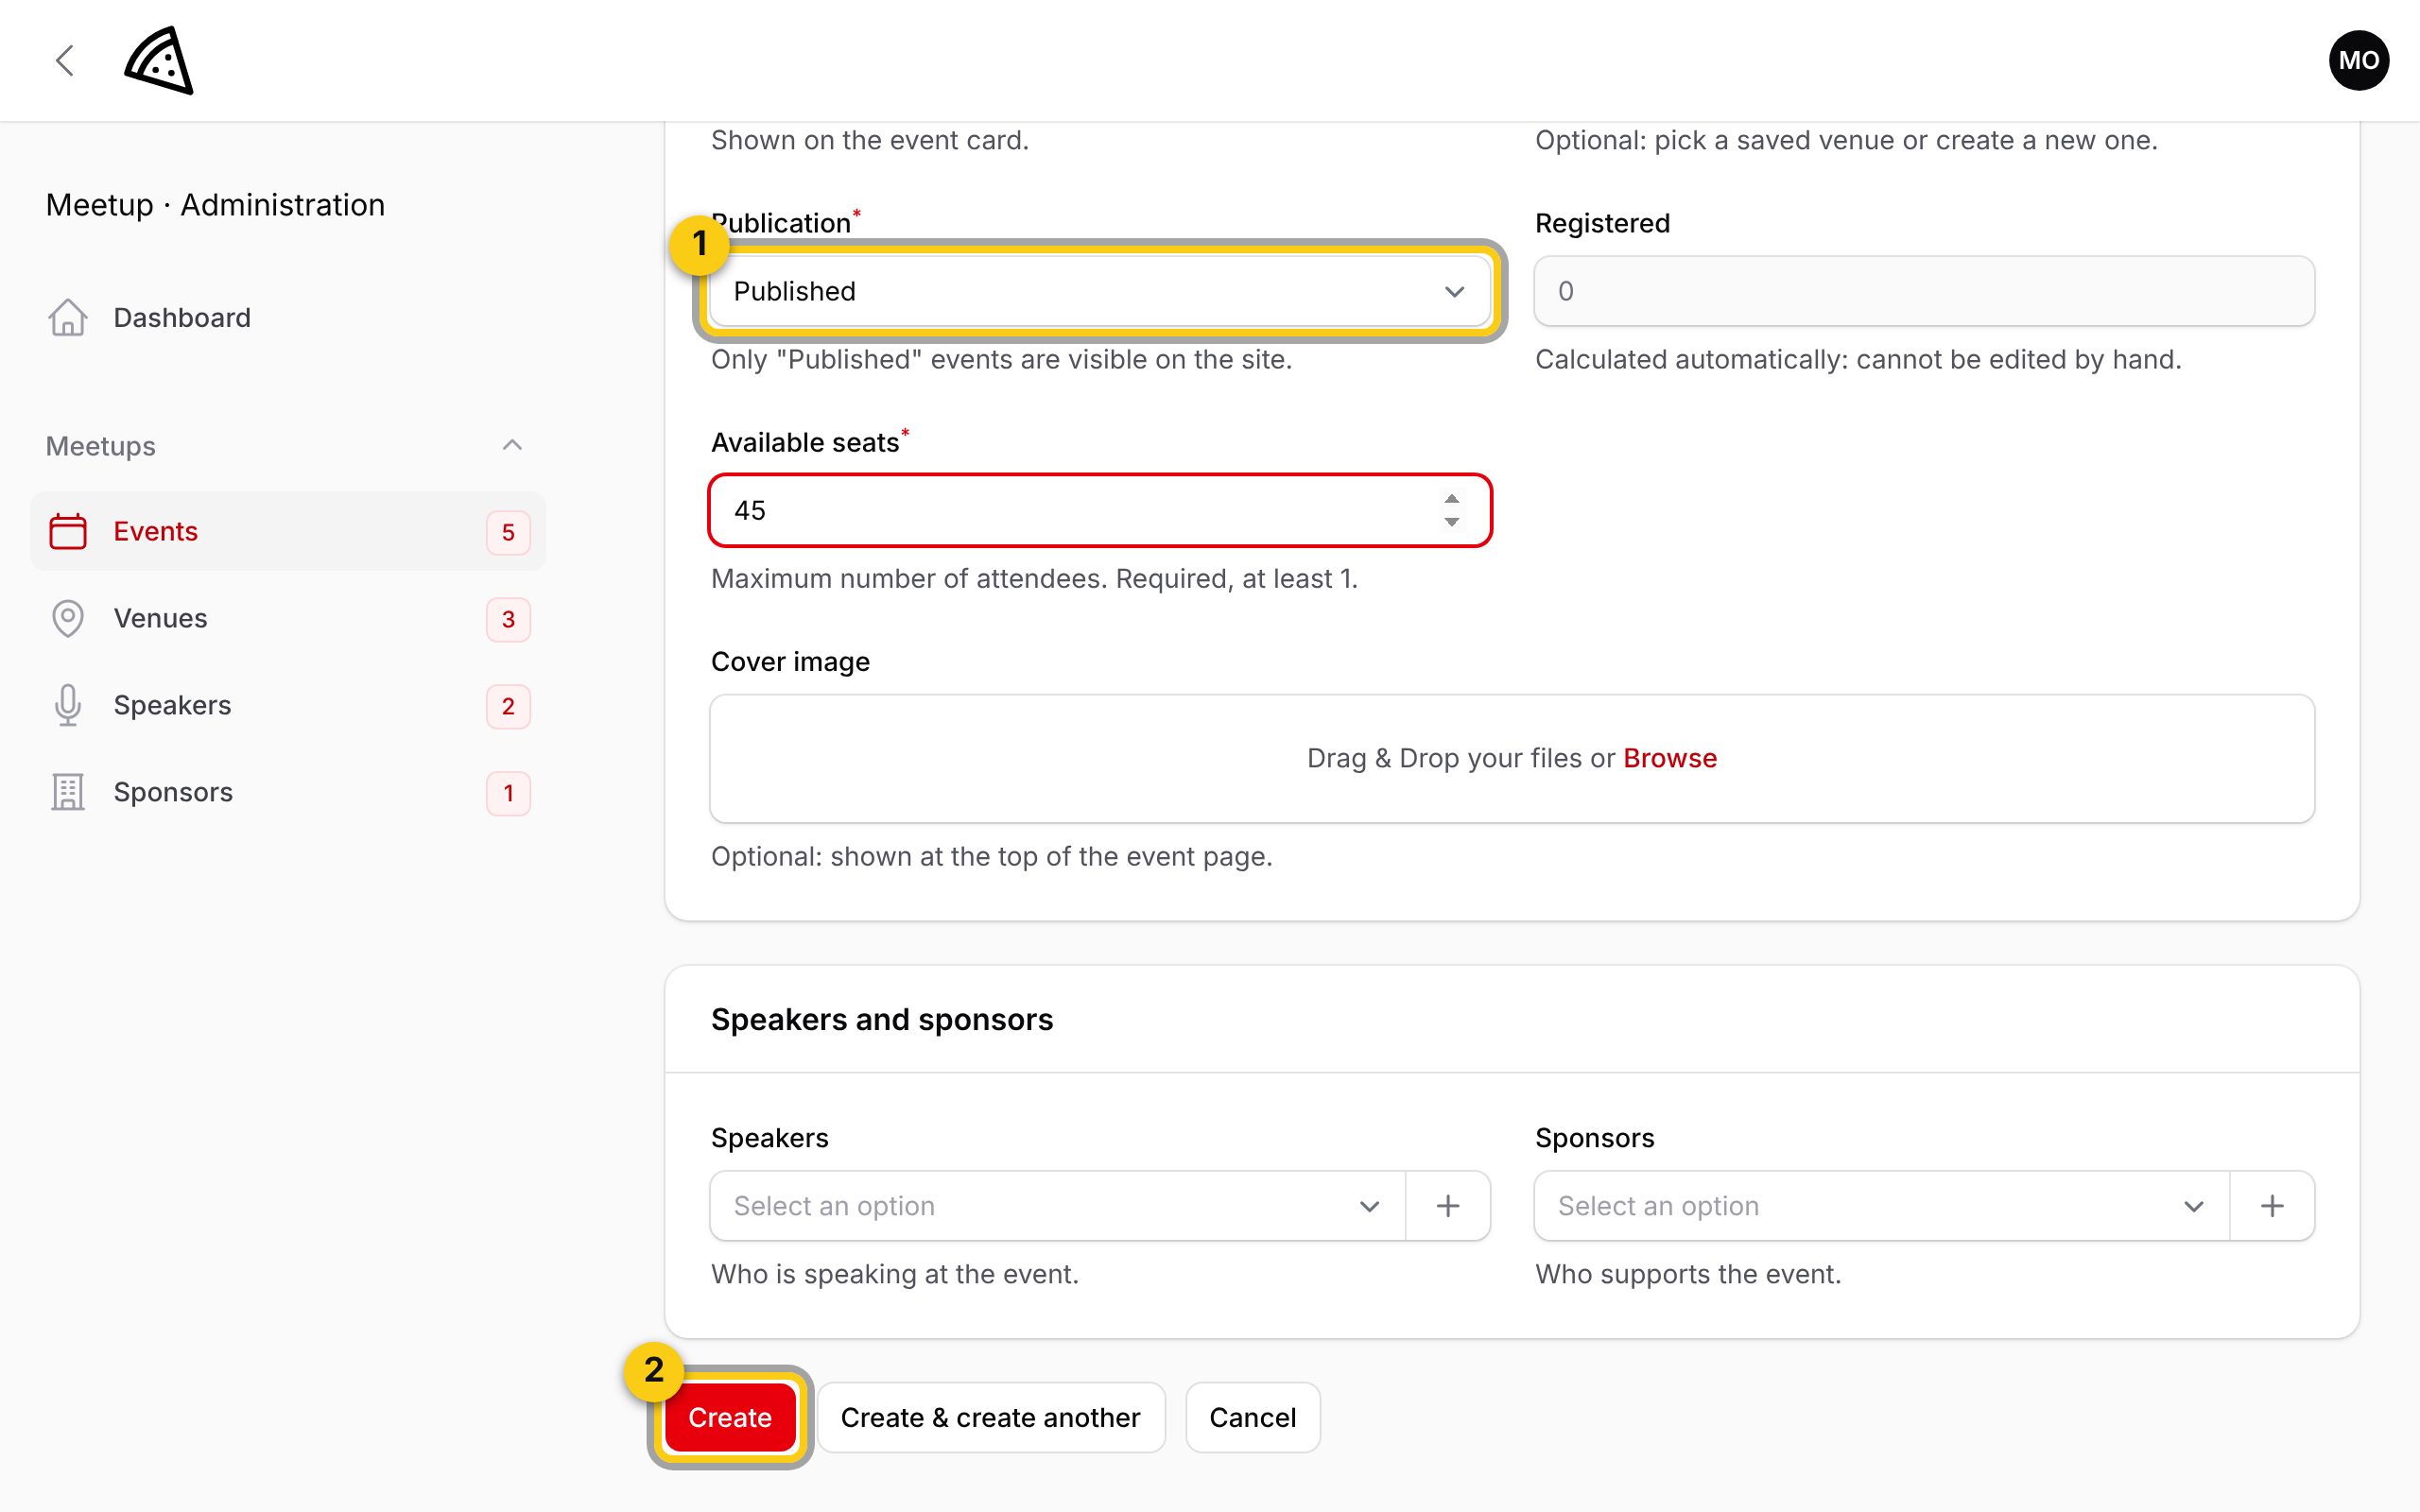 MO
Meetup · Administration
Dashboard
Meetups
Events
5
Venues
3
Speakers
2
Sponsors
1
Shown on the event card.
Optional: pick a saved venue or create a new one.
Publication*
Registered
1
Published
0
Only "Published" events are visible on the site.
Calculated automatically: cannot be edited by hand.
Available seats*
45
Maximum number of attendees. Required, at least 1.
Cover image
Drag & Drop your files or Browse
Optional: shown at the top of the event page.
Speakers and sponsors
Speakers
Sponsors
Select an option
Select an option
Who is speaking at the event.
Who supports the event.
2
Create
Create & create another
Cancel